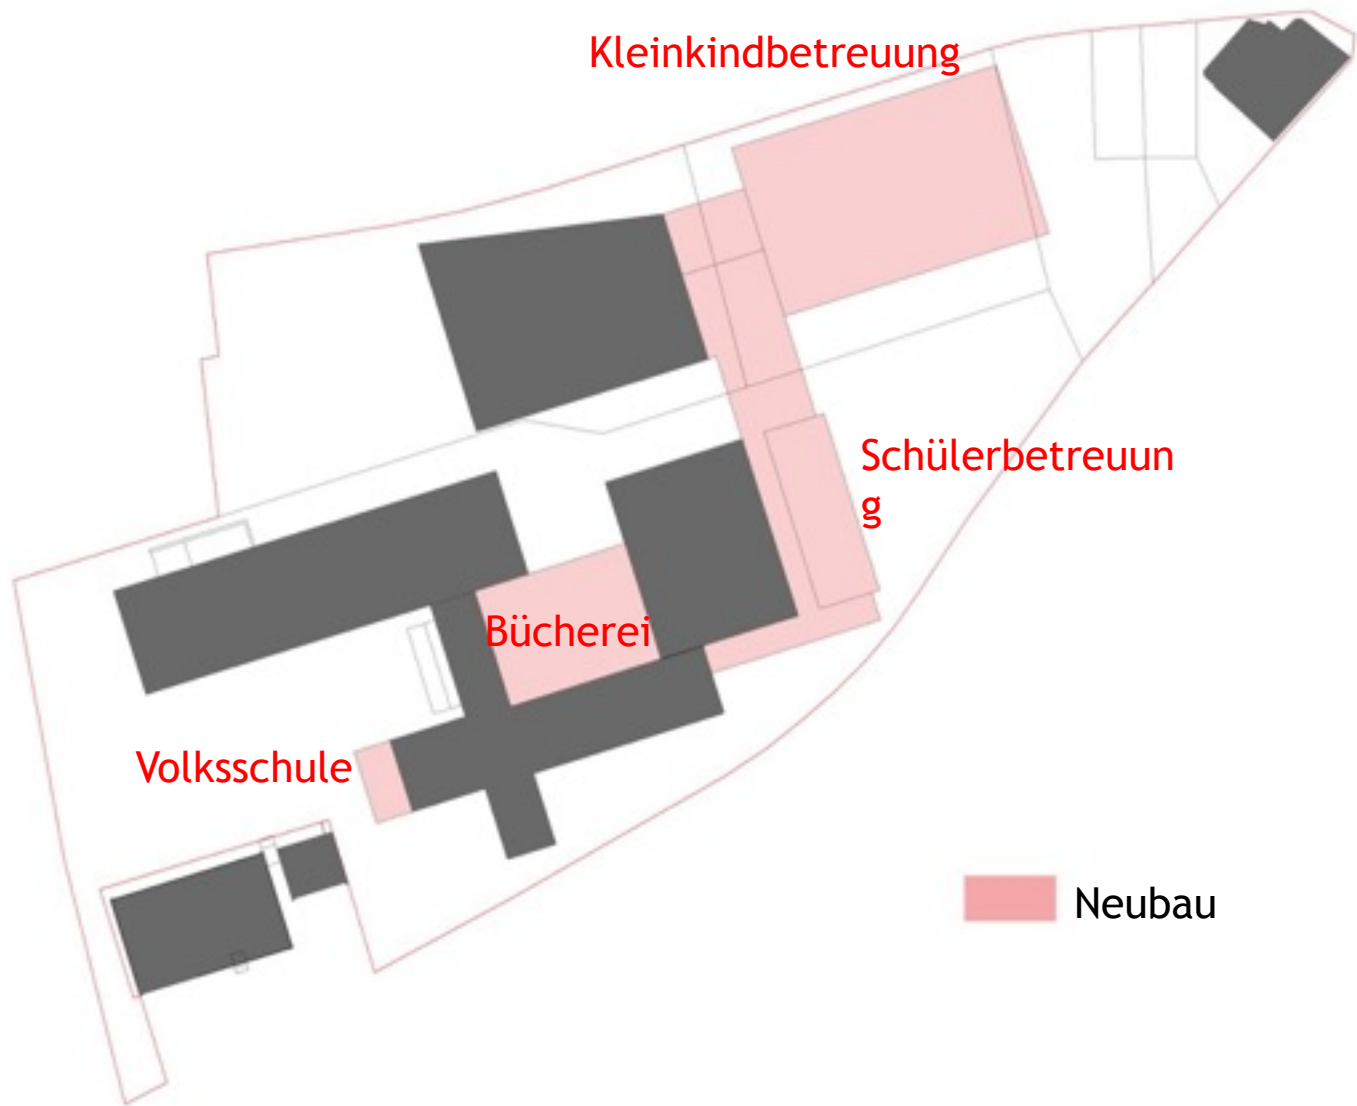 Kleinkindbetreuung
Schülerbetreuun
g
Bücherei
Volksschule
Neubau